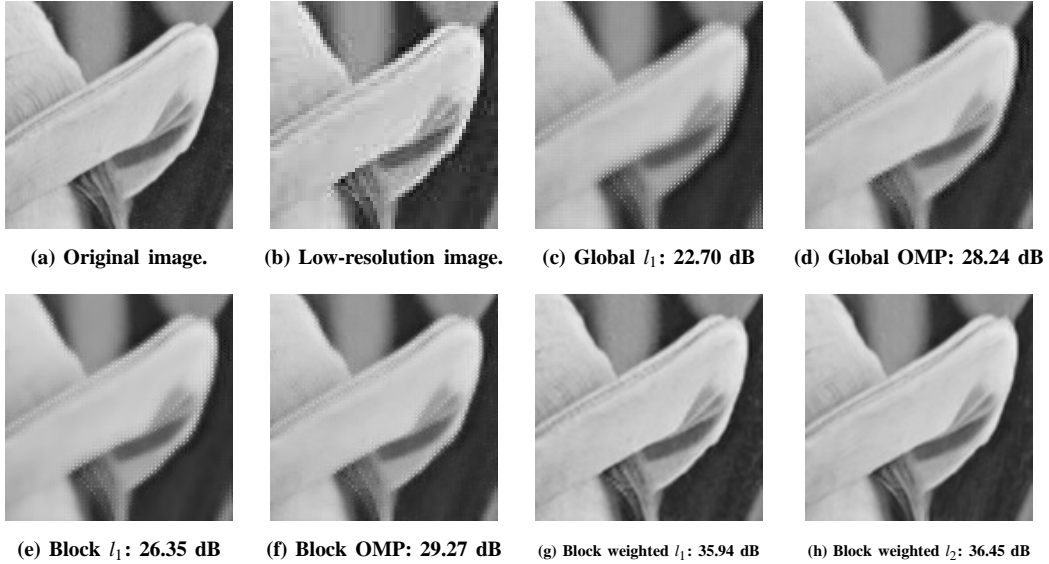 (a) Original image.
(b) Low-resolution image.
(c) Global l₁: 22.70 dB
(d) Global OMP: 28.24 dB
(e) Block l₁: 26.35 dB
(f) Block OMP: 29.27 dB
(g) Block weighted l₁: 35.94 dB
(h) Block weighted l₂: 36.45 dB